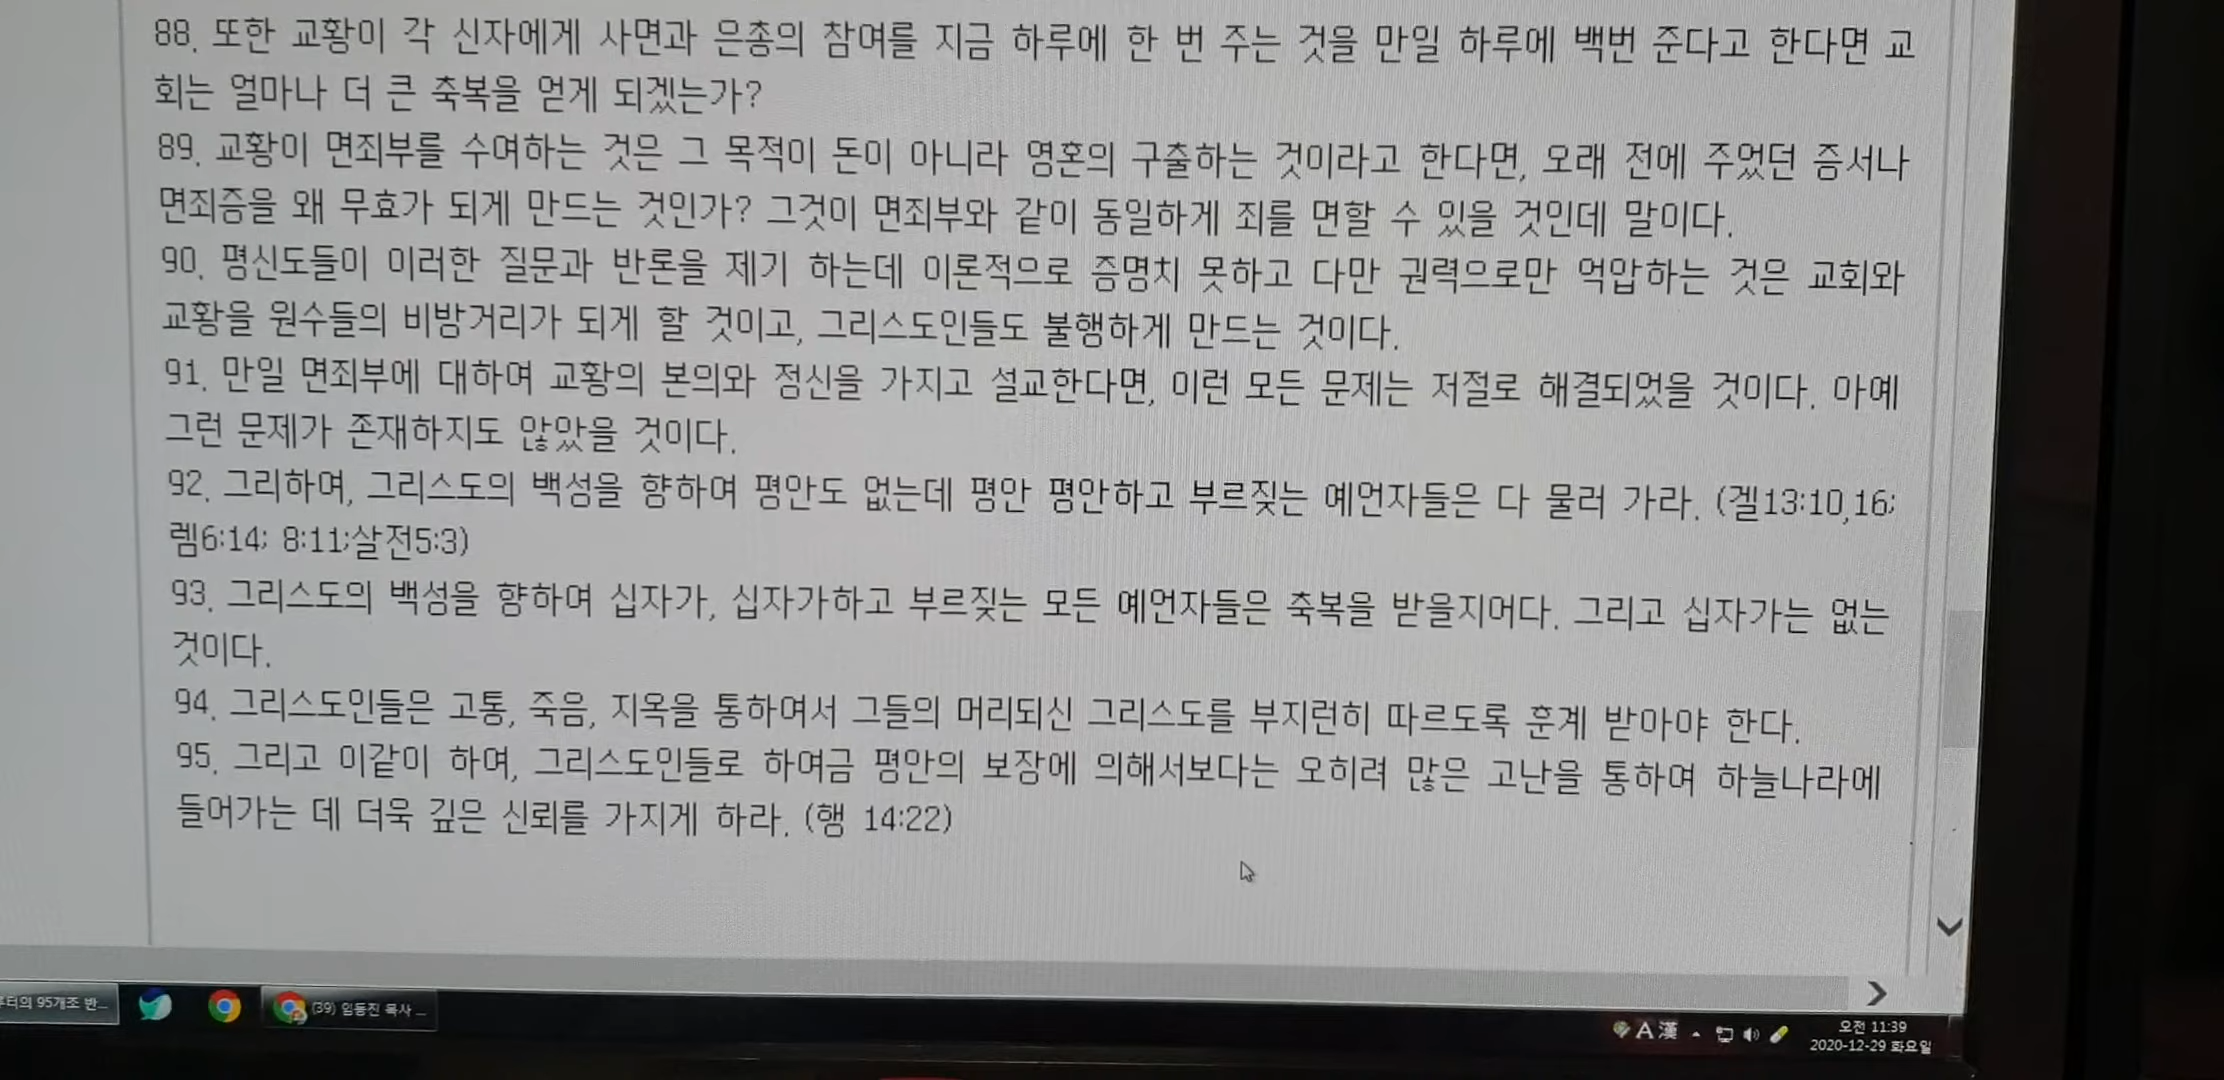 88. 또한 교황이 각 신자에게 사면과 은총의 참여를 지금 하루에 한 번 주는 것을 만일 하루에 백번 준다고 한다면 교
회는 얼마나 더 큰 축복을 얻게 되겠는가?
89. 교황이 면죄부를 수여하는 것은 그 목적이 돈이 아니라 영혼의 구출하는 것이라고 한다면, 오래 전에 주었던 증서나
면죄증을 왜 무효가 되게 만드는 것인가? 그것이 면죄부와 같이 동일하게 죄를 면할 수 있을 것인데 말이다.
90. 평신도들이 이러한 질문과 반론을 제기 하는데 이론적으로 증명치 못하고 다만 권력으로만 억압하는 것은 교회와
교황을 원수들의 비방거리가 되게 할 것이고, 그리스도인들도 불행하게 만드는 것이다.
91. 만일 면죄부에 대하여 교황의 본의와 정신을 가지고 설교한다면, 이런 모든 문제는 저절로 해결되었을 것이다. 아예
그런 문제가 존재하지도 않았을 것이다.
92. 그리하여, 그리스도의 백성을 향하여 평안도 없는데 평안 평안하고 부르짖는 예언자들은 다 물러 가라. (겔13:10,16;
렘6:14; 8:11;살전5:3)
93. 그리스도의 백성을 향하여 십자가, 십자가하고 부르짖는 모든 예언자들은 축복을 받을지어다. 그리고 십자가는 없는
것이다.
94. 그리스도인들은 고통, 죽음, 지옥을 통하여서 그들의 머리되신 그리스도를 부지런히 따르도록 훈계 받아야 한다.
95. 그리고 이같이 하여, 그리스도인들로 하여금 평안의 보장에 의해서보다는 오히려 많은 고난을 통하여 하늘나라에
들어가는 데 더욱 깊은 신뢰를 가지게 하라. (행 14:22)
터의 95개조 반...
(39) 임동진 목사 ...
A 漢
오전 11:39
2020-12-29 화요일